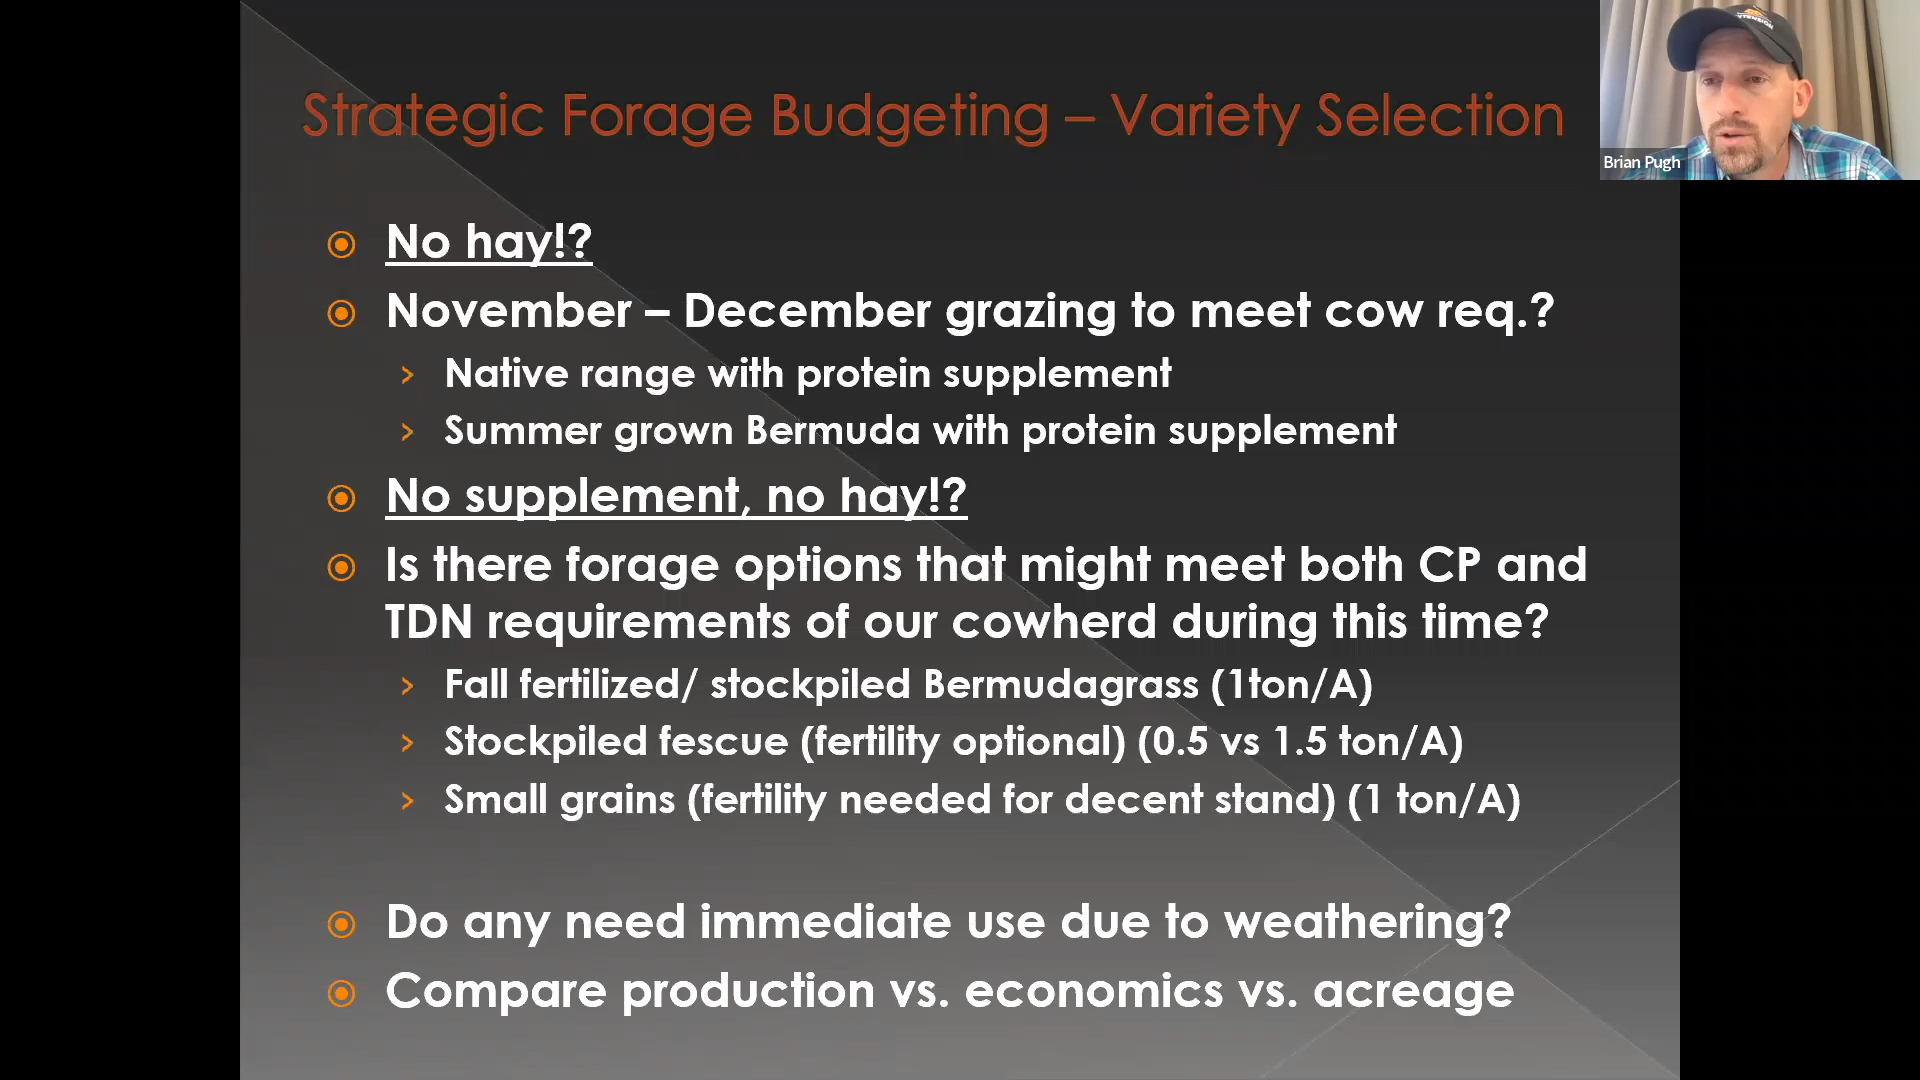 Strategic Forage Budgeting – Variety Selection
Brian Pugh
No hay!?
November – December grazing to meet cow req.?
Native range with protein supplement
Summer grown Bermuda with protein supplement
No supplement, no hay!?
Is there forage options that might meet both CP and
TDN requirements of our cowherd during this time?
Fall fertilized/ stockpiled Bermudagrass (1ton/A)
Stockpiled fescue (fertility optional) (0.5 vs 1.5 ton/A)
Small grains (fertility needed for decent stand) (1 ton/A)
Do any need immediate use due to weathering?
Compare production vs. economics vs. acreage